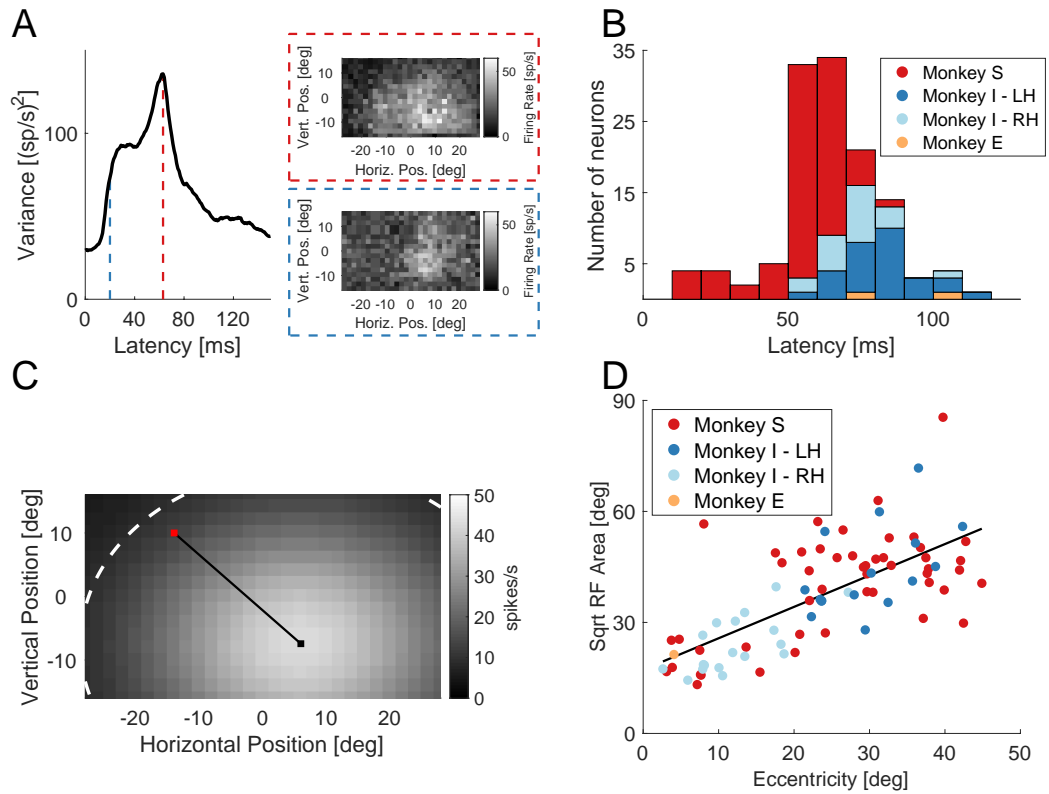 A
Variance [(sp/s)²]
100
0
0 60 120
Latency [ms]
Vert. Pos. [deg]
10
0
-10
-20 -10 0 10 20
Horiz. Pos. [deg]
50
0
Firing Rate [sp/s]
Vert. Pos. [deg]
10
0
-10
-20 -10 0 10 20
Horiz. Pos. [deg]
50
0
Firing Rate [sp/s]
B
Number of neurons
35
25
15
5
0 50 100
Latency [ms]
Monkey S
Monkey I - LH
Monkey I - RH
Monkey E
C
Vertical Position [deg]
10
0
-10
-20 -10 0 10 20
Horizontal Position [deg]
50
40
30
20
10
0
spikes/s
D
Sqrt RF Area [deg]
90
60
30
0
0 10 20 30 40 50
Eccentricity [deg]
Monkey S
Monkey I - LH
Monkey I - RH
Monkey E